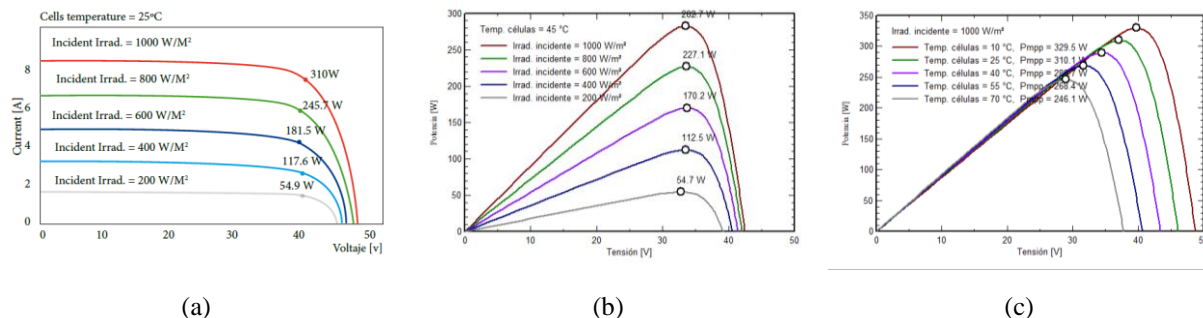 Cells temperature = 25ºC
Incident Irrad. = 1000 W/M²
Incident Irrad. = 800 W/M²
Incident Irrad. = 600 W/M²
Incident Irrad. = 400 W/M²
Incident Irrad. = 200 W/M²
310W
245.7 W
181.5 W
117.6 W
54.9 W
Current [A]
8
6
4
2
0
0
10
20
30
40
50
Voltaje [v]
(a)
Temp. células = 45 °C
Irrad. incidente = 1000 W/m²
Irrad. incidente = 800 W/m²
Irrad. incidente = 600 W/m²
Irrad. incidente = 400 W/m²
Irrad. incidente = 200 W/m²
282.7 W
227.1 W
170.2 W
112.5 W
54.7 W
Potencia [W]
300
250
200
150
100
50
0
0
10
20
30
40
50
Tensión [V]
(b)
Irrad. incidente = 1000 W/m²
Temp. células = 10 °C, Pmpp = 329.5 W
Temp. células = 25 °C, Pmpp = 310.1 W
Temp. células = 40 °C, Pmpp =
Temp. células = 55 °C, Pmpp = 268.4 W
Temp. células = 70 °C, Pmpp = 246.1 W
Potencia [W]
350
300
250
200
150
100
50
0
0
10
20
30
40
50
Tensión [V]
(c)